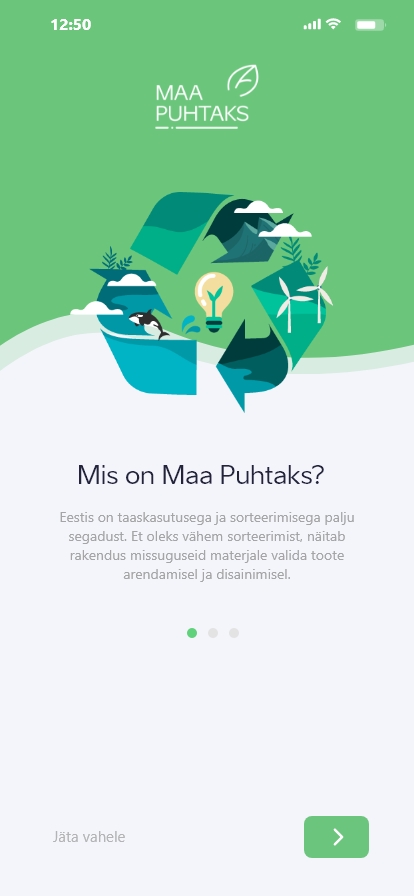 12:50
MAA
PUHTAKS
Mis on Maa Puhtaks?
Eestis on taaskasutusega ja sorteerimisega palju
segadust. Et oleks vähem sorteerimist, näitab
rakendus missuguseid materjale valida toote
arendamisel ja disainimisel.
Jäta vahele